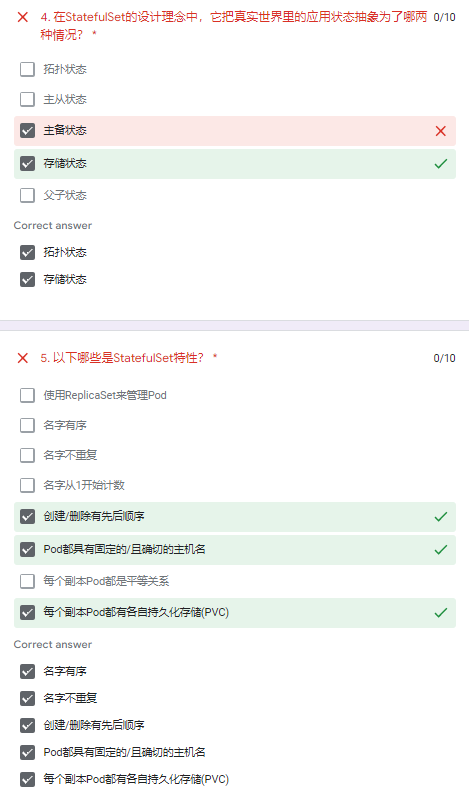 4. 在StatefulSet的设计理念中，它把真实世界里的应用状态抽象为了哪两 0/10
种情况？ *
拓扑状态
主从状态
主备状态
存储状态
父子状态
Correct answer
拓扑状态
存储状态
5. 以下哪些是StatefulSet特性？ * 0/10
使用ReplicaSet来管理Pod
名字有序
名字不重复
名字从1开始计数
创建/删除有先后顺序
Pod都具有固定的/且确切的主机名
每个副本Pod都是平等关系
每个副本Pod都有各自持久化存储(PVC)
Correct answer
名字有序
名字不重复
创建/删除有先后顺序
Pod都具有固定的/且确切的主机名
每个副本Pod都有各自持久化存储(PVC)